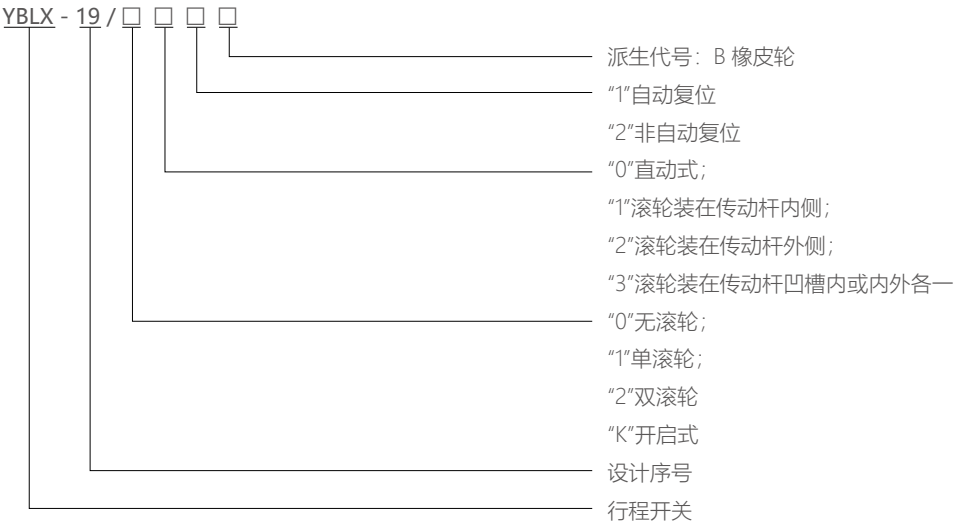 YBLX - 19 / □ □ □ □
派生代号：B 橡皮轮
“1”自动复位
“2”非自动复位
“0”直动式；
“1”滚轮装在传动杆内侧；
“2”滚轮装在传动杆外侧；
“3”滚轮装在传动杆凹槽内或内外各一
“0”无滚轮；
“1”单滚轮；
“2”双滚轮
“K”开启式
设计序号
行程开关